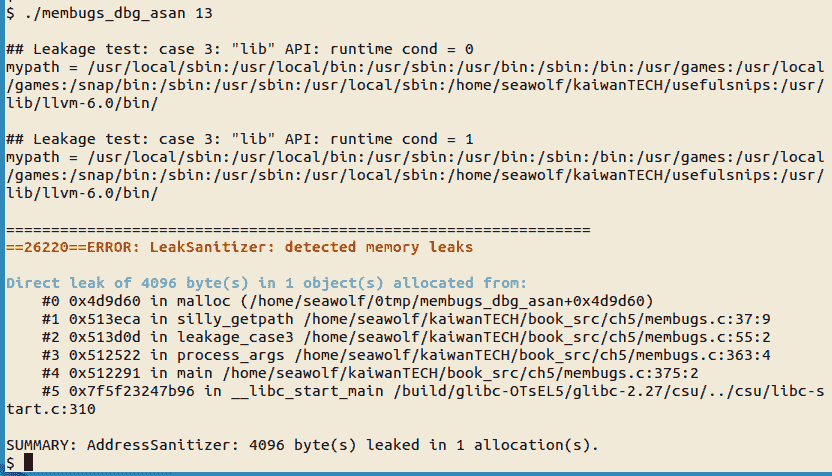 $ ./membugs_dbg_asan 13
## Leakage test: case 3: "lib" API: runtime cond = 0
mypath = /usr/local/sbin:/usr/local/bin:/usr/sbin:/usr/bin:/sbin:/bin:/usr/games:/usr/local
/games:/snap/bin:/sbin:/usr/sbin:/usr/local/sbin:/home/seawolf/kaiwanTECH/usefulsnips:/usr/
lib/llvm-6.0/bin/
## Leakage test: case 3: "lib" API: runtime cond = 1
mypath = /usr/local/sbin:/usr/local/bin:/usr/sbin:/usr/bin:/sbin:/bin:/usr/games:/usr/local
/games:/snap/bin:/sbin:/usr/sbin:/usr/local/sbin:/home/seawolf/kaiwanTECH/usefulsnips:/usr/
lib/llvm-6.0/bin/
=================================================================
==26220==ERROR: LeakSanitizer: detected memory leaks
Direct leak of 4096 byte(s) in 1 object(s) allocated from:
#0 0x4d9d60 in malloc (/home/seawolf/0tmp/membugs_dbg_asan+0x4d9d60)
#1 0x513eca in silly_getpath /home/seawolf/kaiwanTECH/book_src/ch5/membugs.c:37:9
#2 0x513d0d in leakage_case3 /home/seawolf/kaiwanTECH/book_src/ch5/membugs.c:55:2
#3 0x512522 in process_args /home/seawolf/kaiwanTECH/book_src/ch5/membugs.c:363:4
#4 0x512291 in main /home/seawolf/kaiwanTECH/book_src/ch5/membugs.c:375:2
#5 0x7f5f23247b96 in __libc_start_main /build/glibc-OTsEL5/glibc-2.27/csu/../csu/libc-s
tart.c:310
SUMMARY: AddressSanitizer: 4096 byte(s) leaked in 1 allocation(s).
$